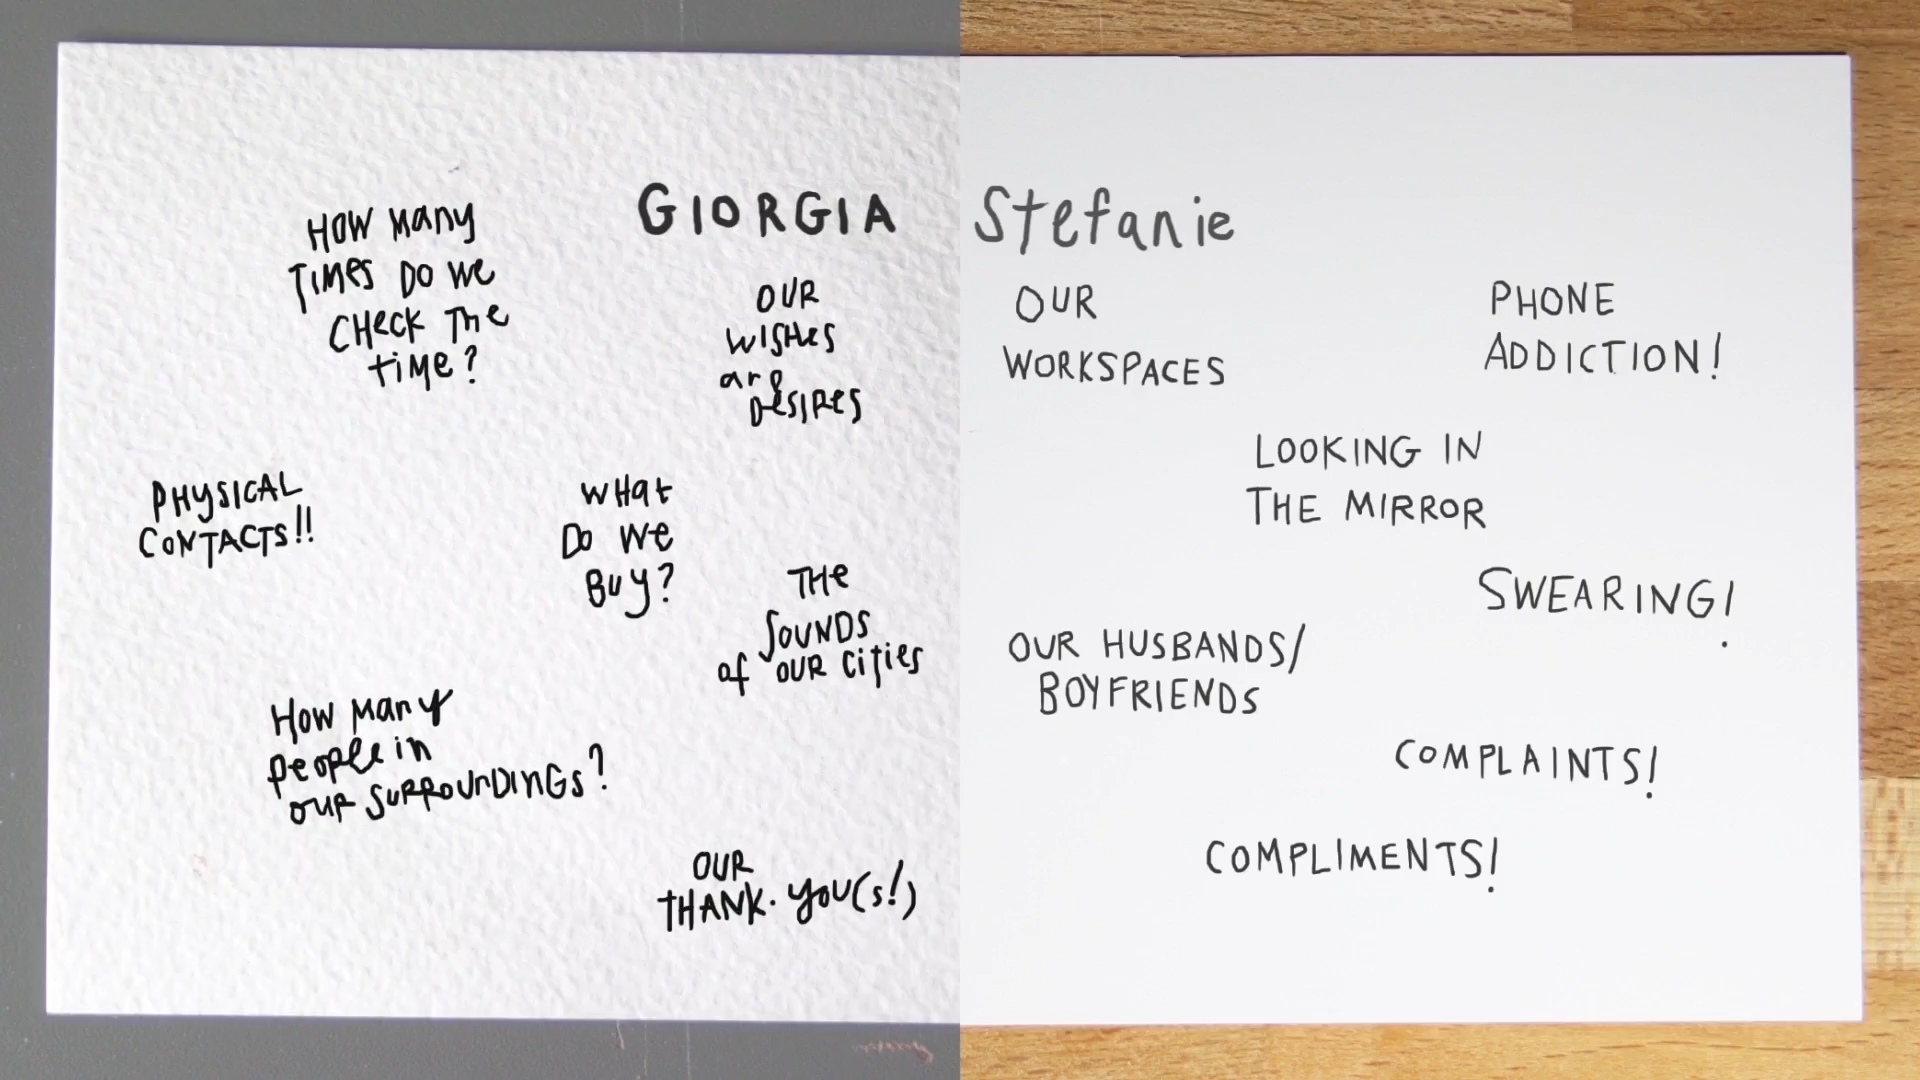 GIORGIA
HOW many
TIMES DO WE
CHECK THE
TIME?
OUR
WISHES
and
DESIRES
PHYSICAL
CONTACTS!!
WHAT
DO WE
BUY?
THE
SOUNDS
of OUR CITIES
HOW MANY
people in
our SURROUNDINGS?
OUR
THANK. YOU(s!)
Stefanie
OUR
WORKSPACES
PHONE
ADDICTION!
LOOKING IN
THE MIRROR
SWEARING!
OUR HUSBANDS/
BOYFRIENDS
COMPLAINTS!
COMPLIMENTS!